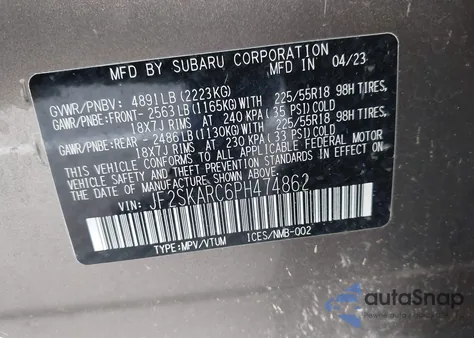 MFD BY SUBARU CORPORATION 04/23
GVWR/PNBV: 4891LB(2223KG)
GAWR/PNBE:FRONT- 2563LB(1165KG)WITH 225/55R18 98H TIRES,
18X7J RIMS AT 240 KPA (35 PSI) COLD
GAWR/PNBE:REAR - 2486LB(1130KG)WITH 225/55R18 98H TIRES,
18X7J RIMS AT 230 KPA (33 PSI) COLD
THIS VEHICLE CONFORMS TO ALL APPLICABLE FEDERAL MOTOR
VEHICLE SAFETY AND THEFT PREVENTION STANDARDS IN EFFECT
ON THE DATE OF MANUFACTURE SHOWN ABOVE.
VIN: JF2SKARC6PH474862
TYPE:MPV/VTUM ICES/NMB-002
autoSnap